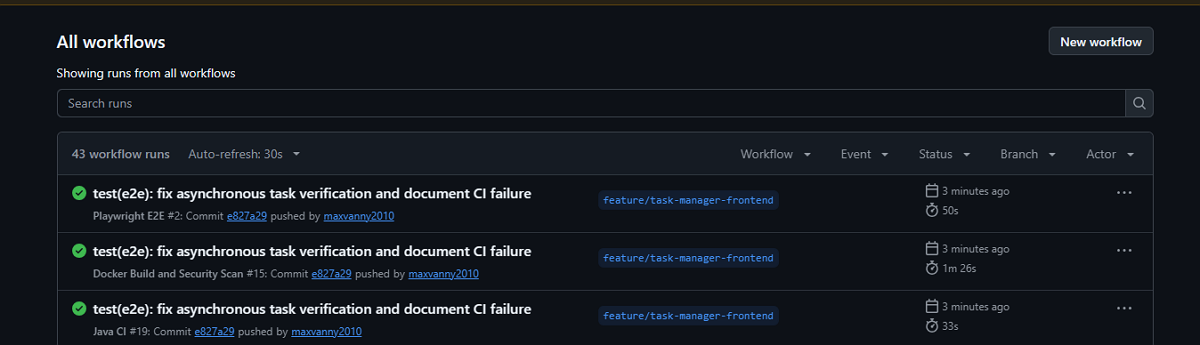 All workflows
New workflow
Showing runs from all workflows
Search runs
43 workflow runs Auto-refresh: 30s Workflow Event Status Branch Actor
test(e2e): fix asynchronous task verification and document CI failure
feature/task-manager-frontend
3 minutes ago
Playwright E2E #2: Commit e827a29 pushed by maxvanny2010
50s
test(e2e): fix asynchronous task verification and document CI failure
feature/task-manager-frontend
3 minutes ago
Docker Build and Security Scan #15: Commit e827a29 pushed by maxvanny2010
1m 26s
test(e2e): fix asynchronous task verification and document CI failure
feature/task-manager-frontend
3 minutes ago
Java CI #19: Commit e827a29 pushed by maxvanny2010
33s